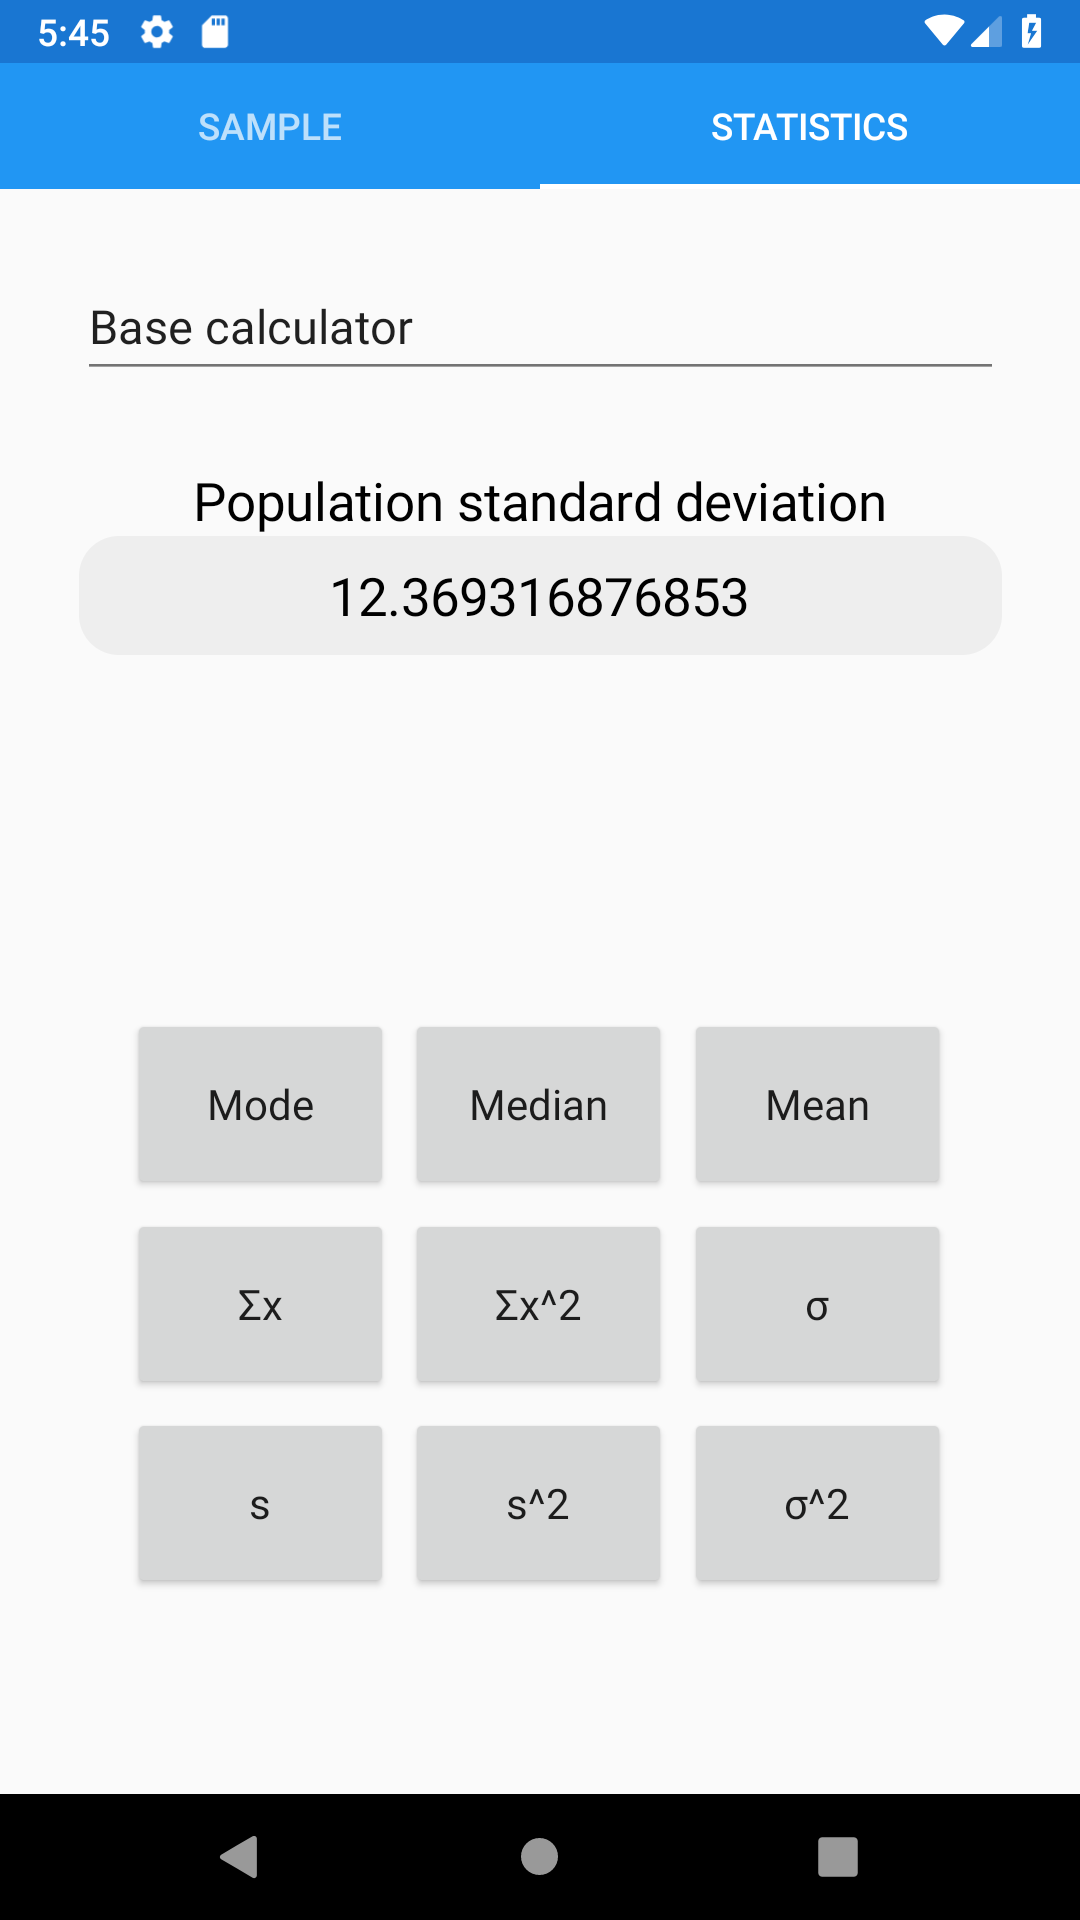 5:45
SAMPLE STATISTICS
Base calculator
Population standard deviation
12.369316876853
Mode Median Mean
Σx Σx^2 σ
s s^2 σ^2